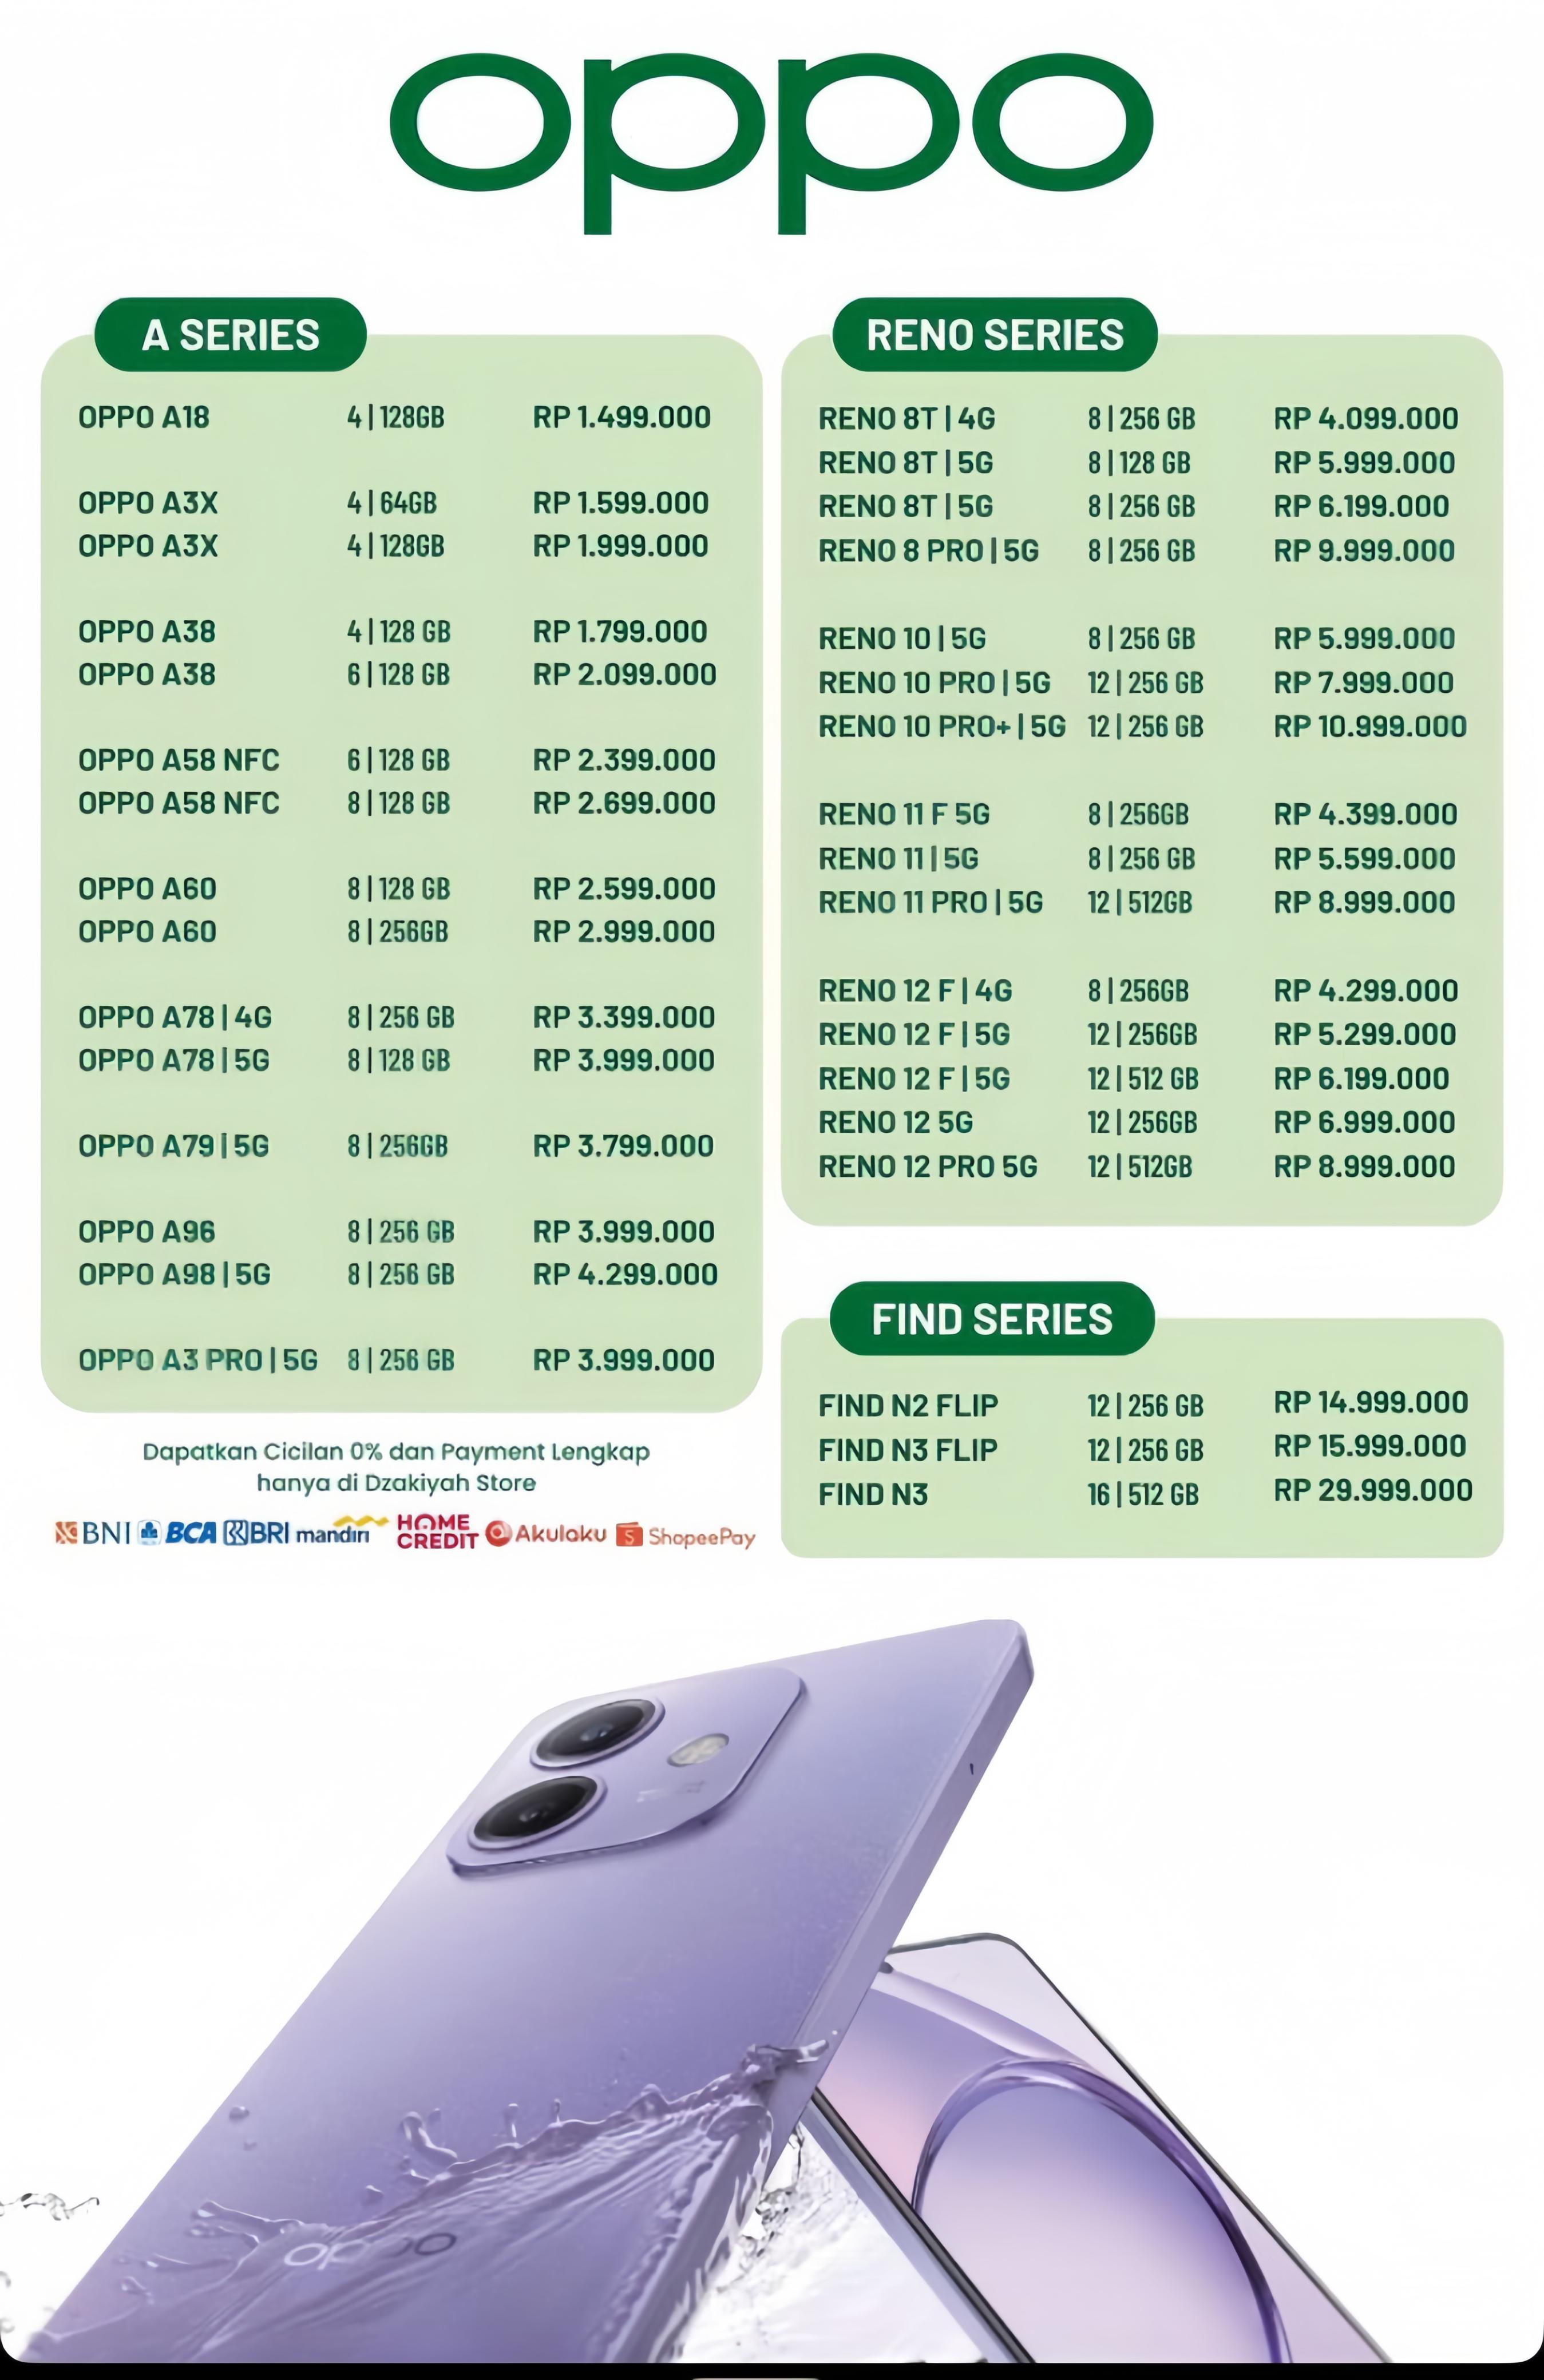 oppo
A SERIES
OPPO A18 4|128GB RP 1.499.000
OPPO A3X 4|64GB RP 1.599.000
OPPO A3X 4|128GB RP 1.999.000
OPPO A38 4|128 GB RP 1.799.000
OPPO A38 6|128 GB RP 2.099.000
OPPO A58 NFC 6|128 GB RP 2.399.000
OPPO A58 NFC 8|128 GB RP 2.699.000
OPPO A60 8|128 GB RP 2.599.000
OPPO A60 8|256GB RP 2.999.000
OPPO A78|4G 8|256 GB RP 3.399.000
OPPO A78|5G 8|128 GB RP 3.999.000
OPPO A79|5G 8|256GB RP 3.799.000
OPPO A96 8|256 GB RP 3.999.000
OPPO A98|5G 8|256 GB RP 4.299.000
OPPO A3 PRO|5G 8|256 GB RP 3.999.000
Dapatkan Cicilan 0% dan Payment Lengkap
hanya di Dzakiyah Store
BNI BCA BRI mandiri HOME CREDIT Akulaku ShopeePay
RENO SERIES
RENO 8T|4G 8|256 GB RP 4.099.000
RENO 8T|5G 8|128 GB RP 5.999.000
RENO 8T|5G 8|256 GB RP 6.199.000
RENO 8 PRO|5G 8|256 GB RP 9.999.000
RENO 10|5G 8|256 GB RP 5.999.000
RENO 10 PRO|5G 12|256 GB RP 7.999.000
RENO 10 PRO+|5G 12|256 GB RP 10.999.000
RENO 11 F 5G 8|256GB RP 4.399.000
RENO 11|5G 8|256 GB RP 5.599.000
RENO 11 PRO|5G 12|512GB RP 8.999.000
RENO 12 F|4G 8|256GB RP 4.299.000
RENO 12 F|5G 12|256GB RP 5.299.000
RENO 12 F|5G 12|512 GB RP 6.199.000
RENO 12 5G 12|256GB RP 6.999.000
RENO 12 PRO 5G 12|512GB RP 8.999.000
FIND SERIES
FIND N2 FLIP 12|256 GB RP 14.999.000
FIND N3 FLIP 12|256 GB RP 15.999.000
FIND N3 16|512 GB RP 29.999.000
oppo